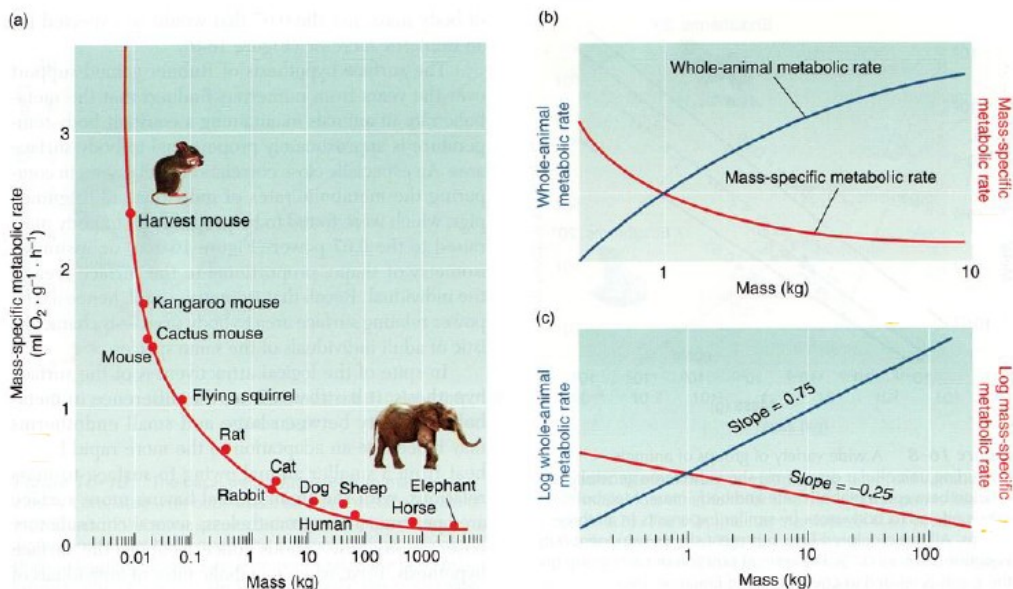 (a)
Mass-specific metabolic rate
(ml O₂ · g⁻¹ · h⁻¹)
3
2
1
0
Harvest mouse
Kangaroo mouse
Cactus mouse
Mouse
Flying squirrel
Rat
Cat
Rabbit
Dog
Sheep
Human
Horse
Elephant
0.01
0.1
1
10
100
1000
Mass (kg)
(b)
Whole-animal
metabolic rate
Whole-animal metabolic rate
Mass-specific metabolic rate
Mass-specific
metabolic rate
1
10
Mass (kg)
(c)
Log whole-animal
metabolic rate
Slope = 0.75
Slope = –0.25
Log mass-specific
metabolic rate
1
10
100
Mass (kg)